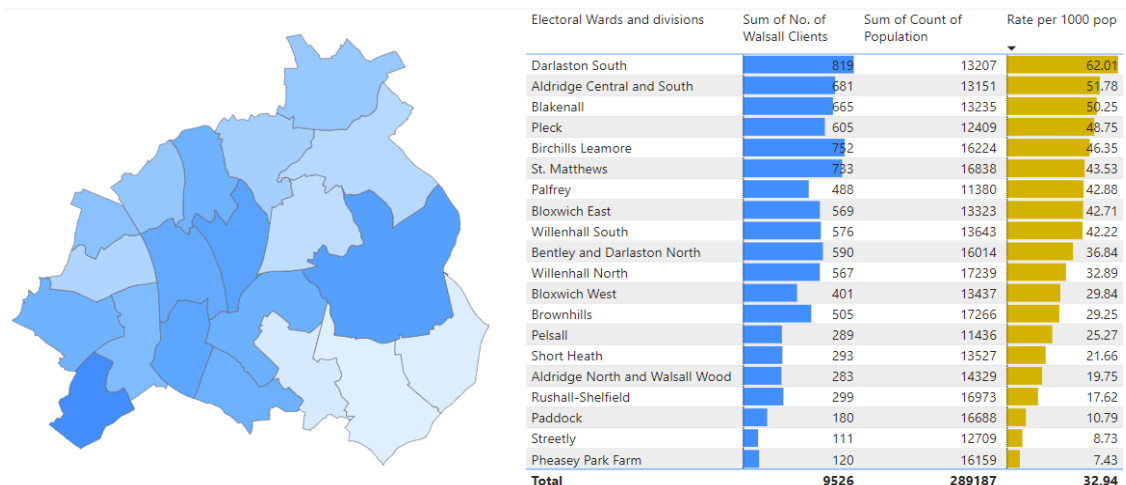 Electoral Wards and divisions Sum of No. of Walsall Clients Sum of Count of Population Rate per 1000 pop
Darlaston South 819 13207 62.01
Aldridge Central and South 681 13151 51.78
Blakenall 665 13235 50.25
Pleck 605 12409 48.75
Birchills Leamore 752 16224 46.35
St. Matthews 733 16838 43.53
Palfrey 488 11380 42.88
Bloxwich East 569 13323 42.71
Willenhall South 576 13643 42.22
Bentley and Darlaston North 590 16014 36.84
Willenhall North 567 17239 32.89
Bloxwich West 401 13437 29.84
Brownhills 505 17266 29.25
Pelsall 289 11436 25.27
Short Heath 293 13527 21.66
Aldridge North and Walsall Wood 283 14329 19.75
Rushall-Shelfield 299 16973 17.62
Paddock 180 16688 10.79
Streetly 111 12709 8.73
Pheasey Park Farm 120 16159 7.43
Total 9526 289187 32.94